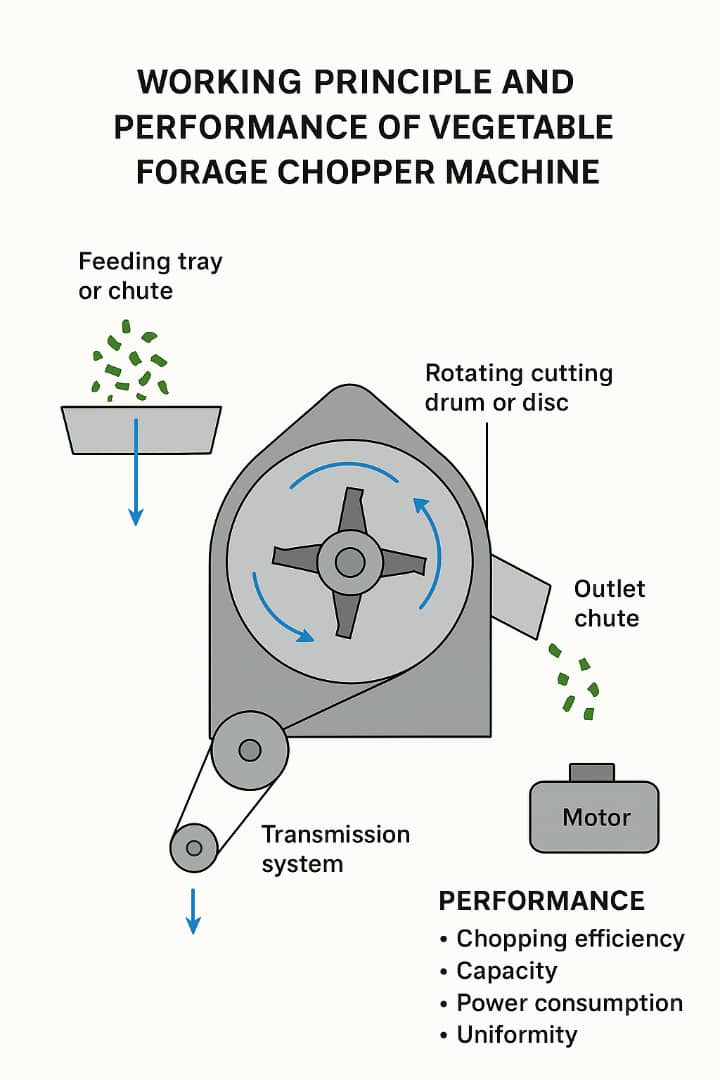 WORKING PRINCIPLE AND
PERFORMANCE OF VEGETABLE
FORAGE CHOPPER MACHINE
Feeding tray
or chute
Rotating cutting
drum or disc
Outlet
chute
Motor
Transmission
system
PERFORMANCE
• Chopping efficiency
• Capacity
• Power consumption
• Uniformity